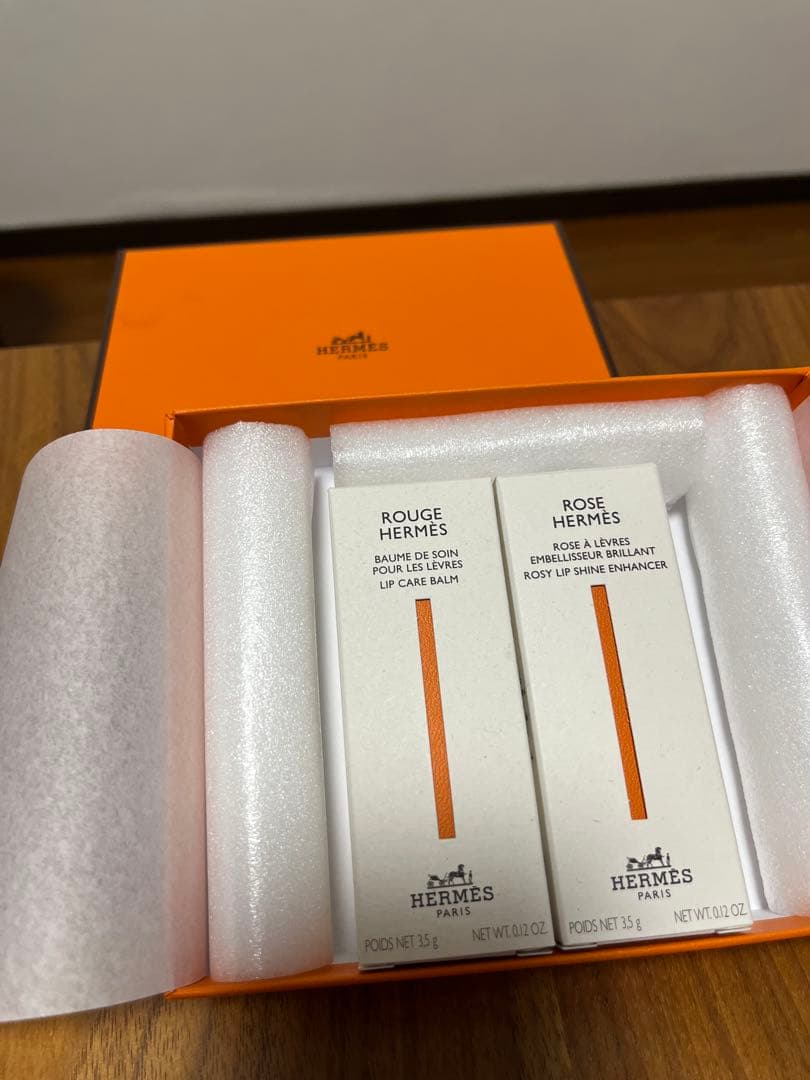 HERMÈS
PARIS
ROUGE
HERMÈS
BAUME DE SOIN
POUR LES LÈVRES
LIP CARE BALM
HERMÈS
PARIS
POIDS NET 3,5 g NET WT. 0.12 OZ.
ROSE
HERMÈS
ROSE À LÈVRES
EMBELLISSEUR BRILLANT
ROSY LIP SHINE ENHANCER
HERMÈS
PARIS
POIDS NET 3,5 g NET WT. 0.12 OZ.